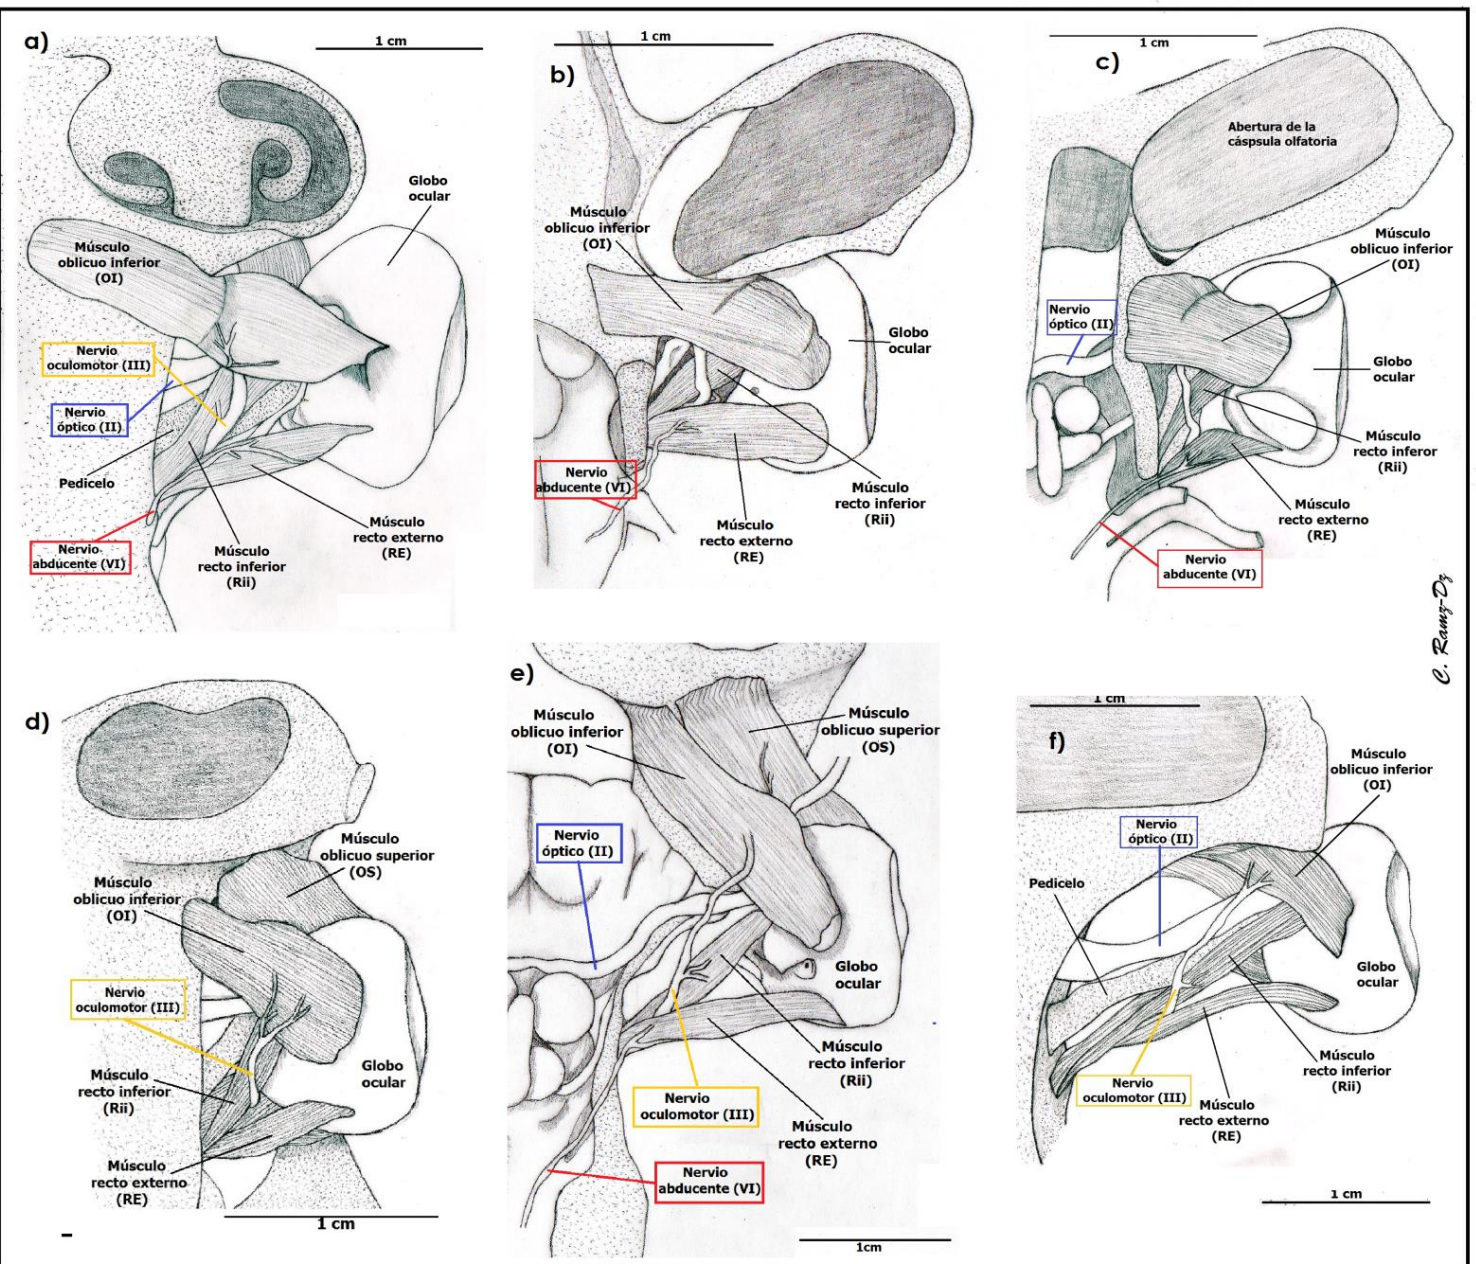 a)
1 cm
Globo
ocular
Músculo
oblicuo inferior
(OI)
Nervio
oculomotor (III)
Nervio
óptico (II)
Pedicelo
Nervio
abducente (VI)
Músculo
recto inferior
(Rii)
Músculo
recto externo
(RE)
b)
1 cm
Músculo
oblicuo inferior
(OI)
Globo
ocular
Nervio
abducente (VI)
Músculo
recto externo
(RE)
Músculo
recto inferior
(Rii)
c)
1 cm
Abertura de la
cáspsula olfatoria
Músculo
oblicuo inferior
(OI)
Nervio
óptico (II)
Globo
ocular
Músculo
recto inferor
(Rii)
Músculo
recto externo
(RE)
Nervio
abducente (VI)
C. Ramz-Dz
d)
Músculo
oblicuo superior
(OS)
Músculo
oblicuo inferior
(OI)
Nervio
oculomotor (III)
Globo
ocular
Músculo
recto inferior
(Rii)
Músculo
recto externo
(RE)
1 cm
e)
Músculo
oblicuo inferior
(OI)
Músculo
oblicuo superior
(OS)
Nervio
óptico (II)
Globo
ocular
Músculo
recto inferior
(Rii)
Nervio
oculomotor (III)
Músculo
recto externo
(RE)
Nervio
abducente (VI)
1cm
f)
1 cm
Músculo
oblicuo inferior
(OI)
Nervio
óptico (II)
Pedicelo
Globo
ocular
Músculo
recto inferior
(Rii)
Nervio
oculomotor (III)
Músculo
recto externo
(RE)
1 cm